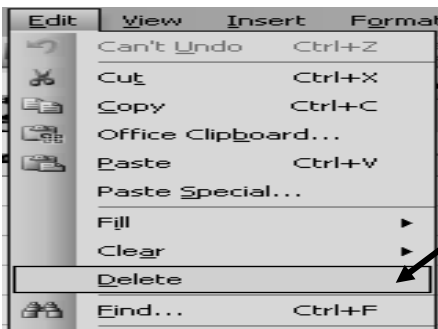 Edit View Insert Format
Can't Undo Ctrl+Z
Cut Ctrl+X
Copy Ctrl+C
Office Clipboard...
Paste Ctrl+V
Paste Special...
Fill
Clear
Delete
Find... Ctrl+F